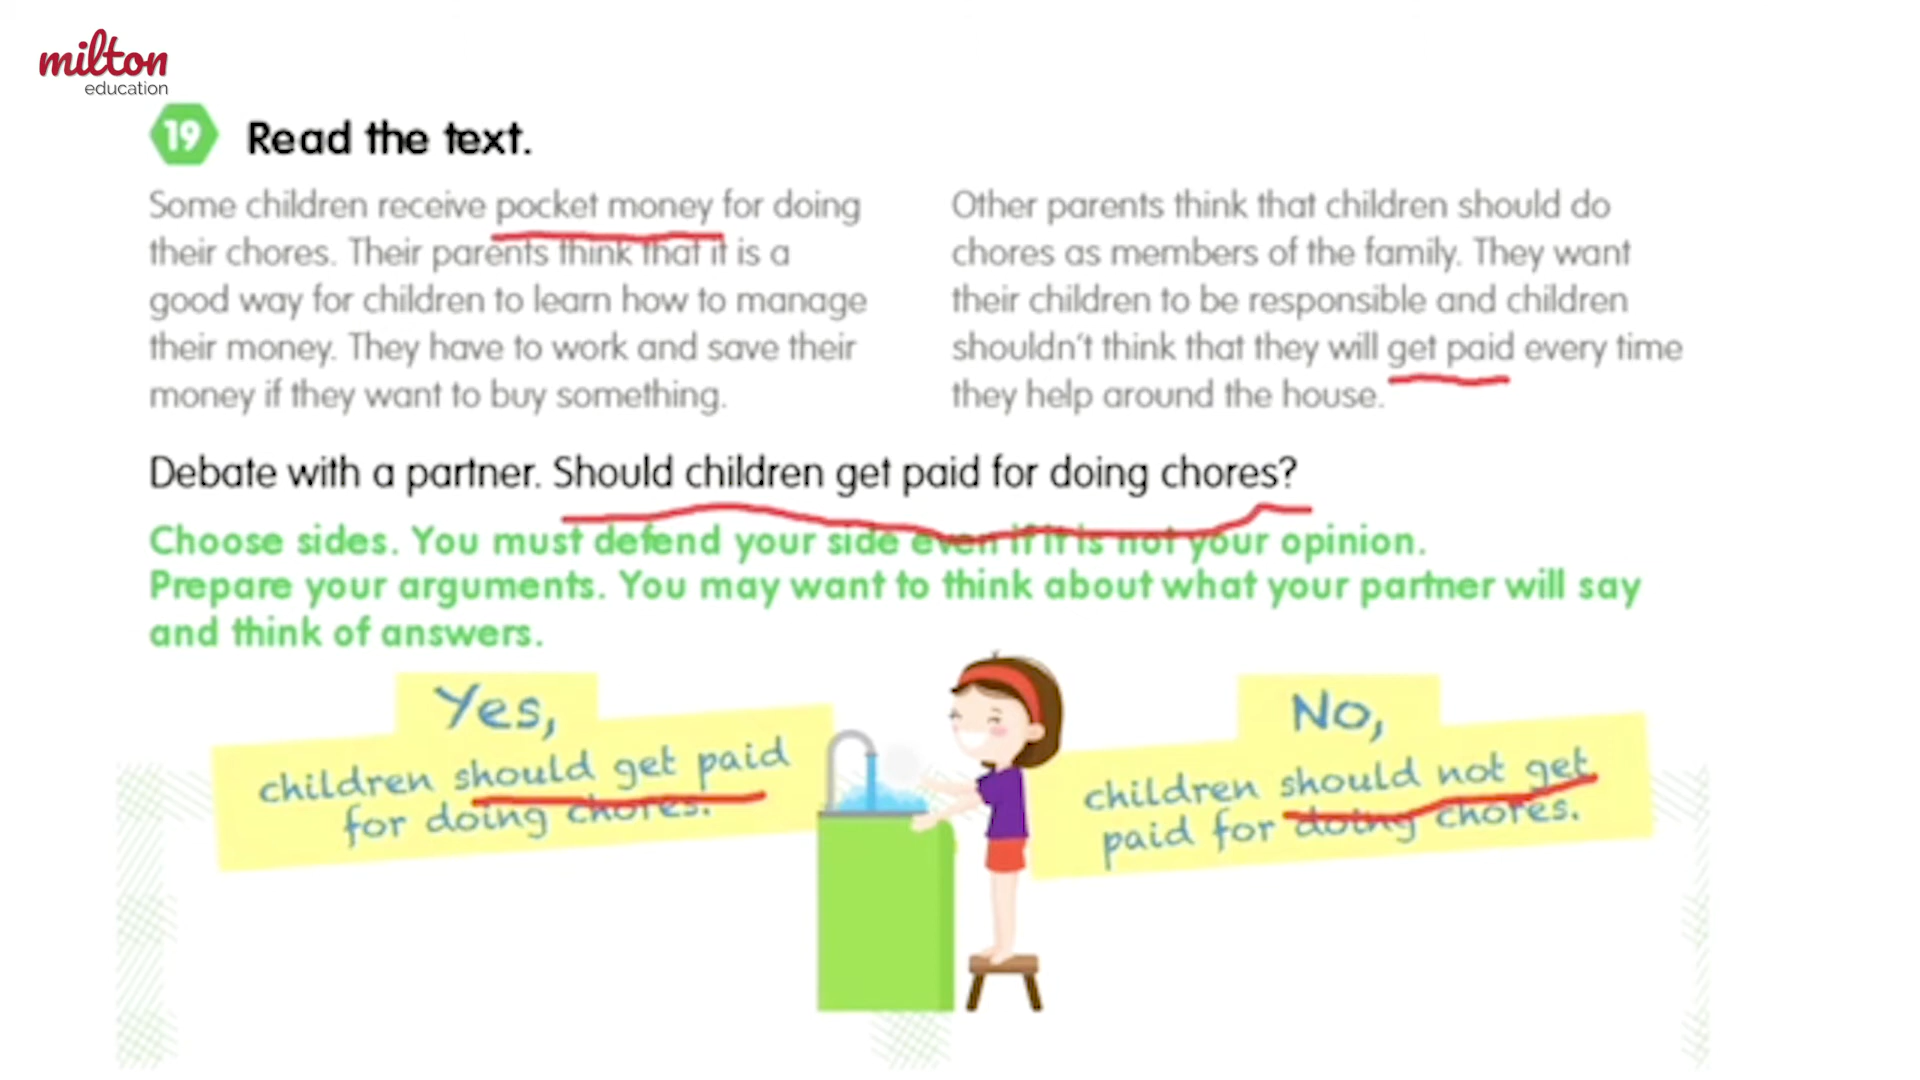 milton
education
19 Read the text.
Some children receive pocket money for doing
their chores. Their parents think that it is a
good way for children to learn how to manage
their money. They have to work and save their
money if they want to buy something.
Other parents think that children should do
chores as members of the family. They want
their children to be responsible and children
shouldn't think that they will get paid every time
they help around the house.
Debate with a partner. Should children get paid for doing chores?
Choose sides. You must defend your side even if it is not your opinion.
Prepare your arguments. You may want to think about what your partner will say
and think of answers.
Yes,
children should get paid
for doing chores.
No,
children should not get
paid for doing chores.